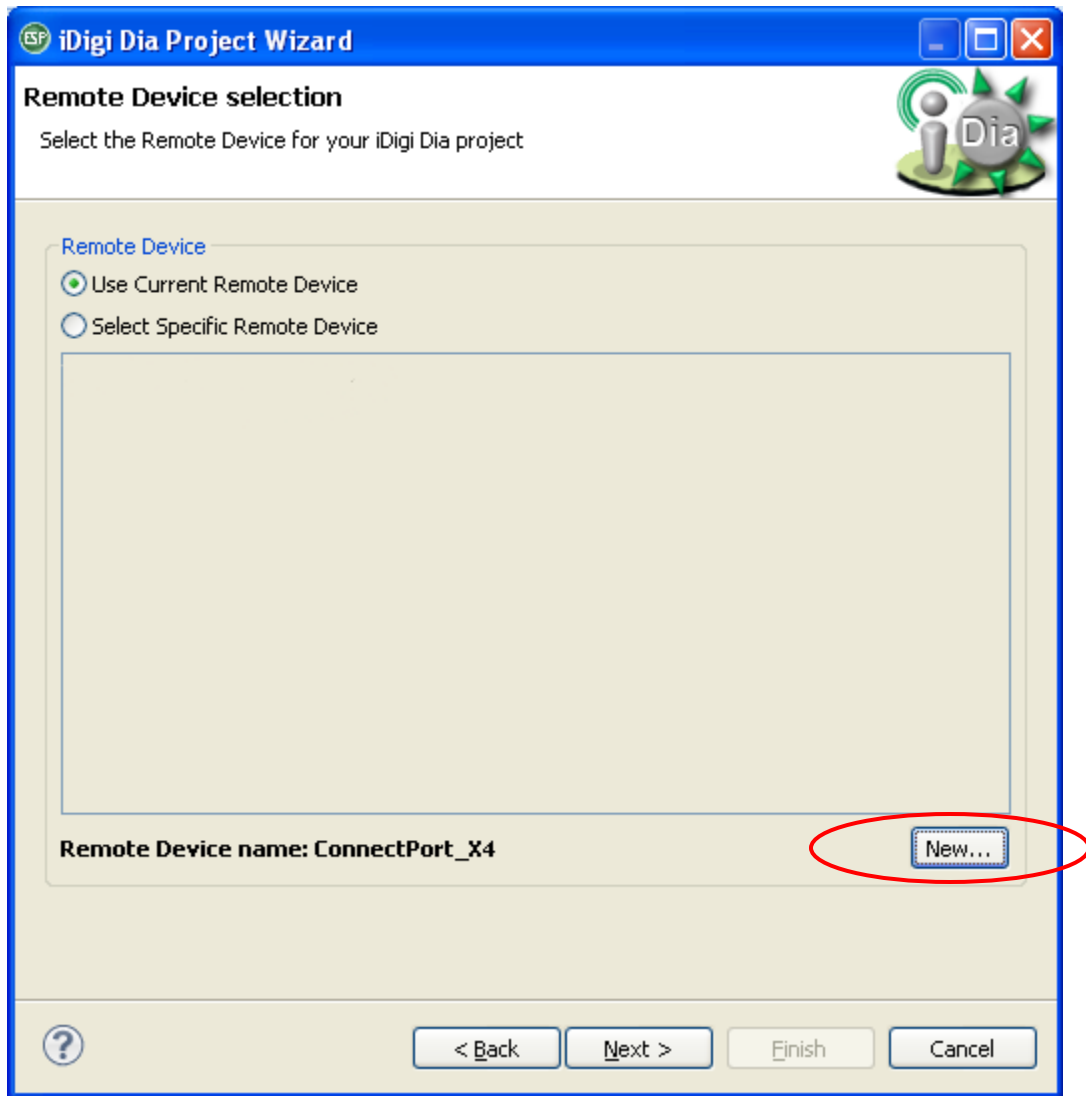 ESP iDigi Dia Project Wizard
Remote Device selection
Select the Remote Device for your iDigi Dia project
Dia
Remote Device
Use Current Remote Device
Select Specific Remote Device
Remote Device name: ConnectPort_X4
New...
?
< Back
Next >
Finish
Cancel